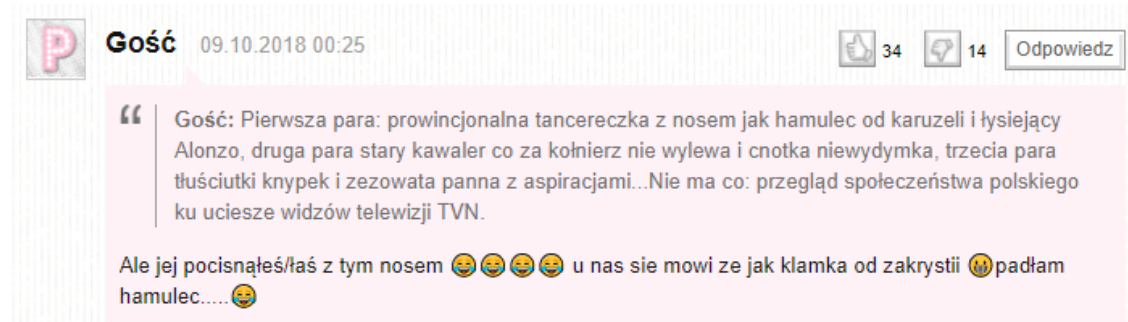 P
Gość 09.10.2018 00:25 34 14 Odpowiedz
“ Gość: Pierwsza para: prowincjonalna tancereczka z nosem jak hamulec od karuzeli i łysiejący
Alonzo, druga para stary kawaler co za kołnierz nie wylewa i cnotka niewydymka, trzecia para
tłuściutki knypek i zezowata panna z aspiracjami...Nie ma co: przegląd społeczeństwa polskiego
ku uciesze widzów telewizji TVN.
Ale jej pocisnąłeś/łaś z tym nosem 😂😂😂😂 u nas sie mowi ze jak klamka od zakrystii 😀padłam
hamulec.....😂